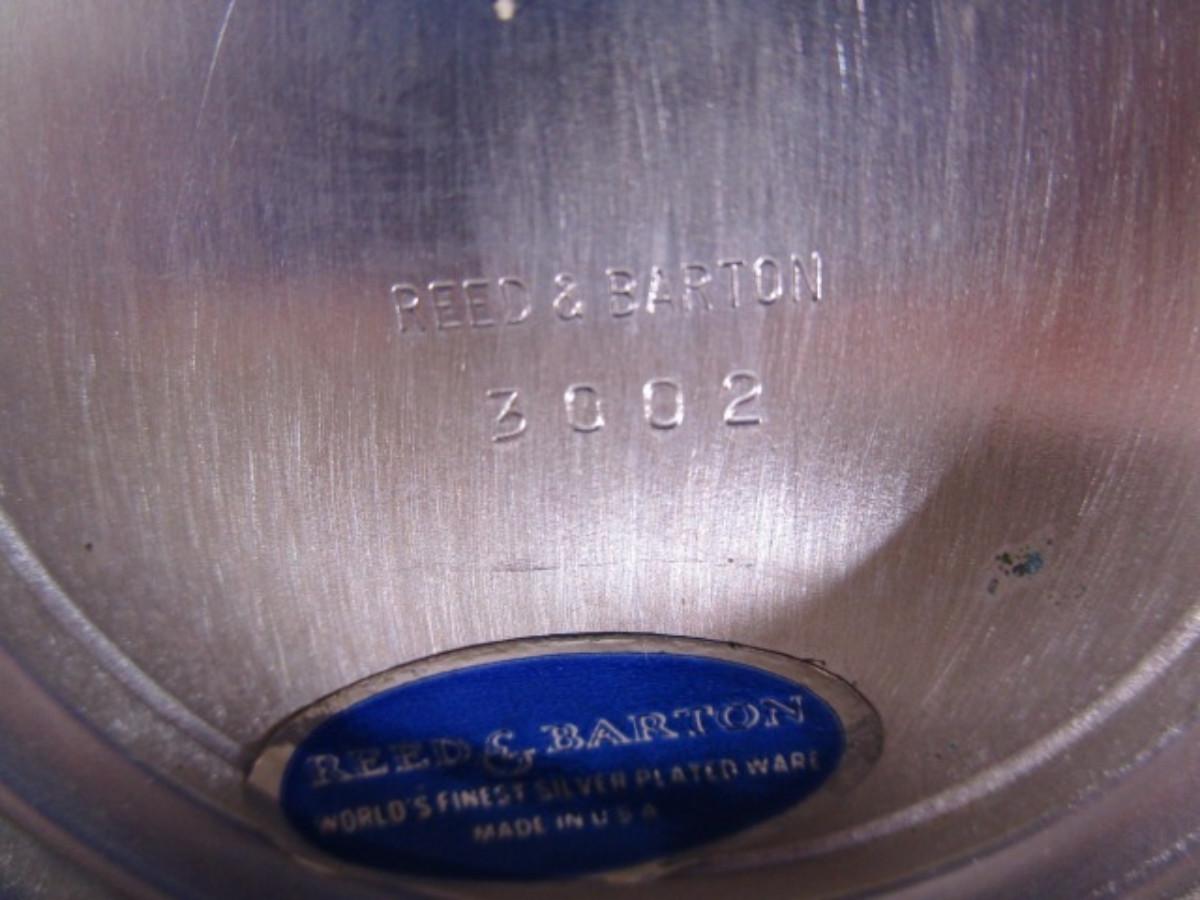 REED & BARTON
3002
REED & BARTON
WORLD'S FINEST SILVER PLATED WARE
MADE IN U S A